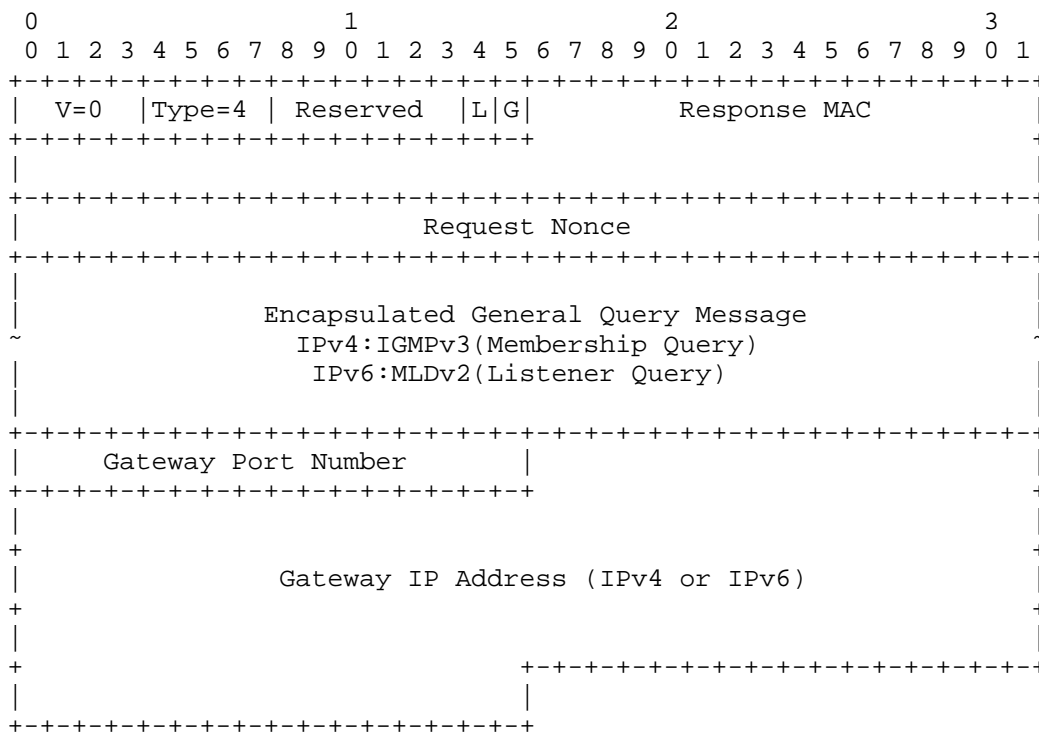 0                   1                   2                   3
0 1 2 3 4 5 6 7 8 9 0 1 2 3 4 5 6 7 8 9 0 1 2 3 4 5 6 7 8 9 0 1
V=0 |Type=4 | Reserved |L|G| Response MAC
Request Nonce
Encapsulated General Query Message
IPv4:IGMPv3(Membership Query)
IPv6:MLDv2(Listener Query)
Gateway Port Number
Gateway IP Address (IPv4 or IPv6)